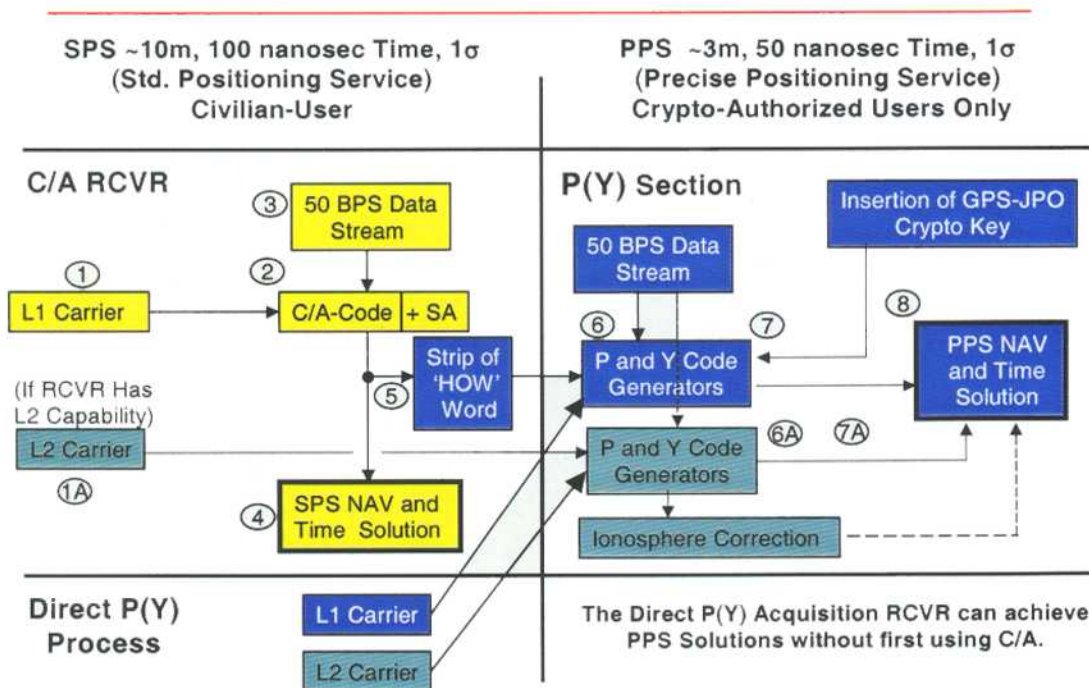 SPS ~10m, 100 nanosec Time, 1σ
(Std. Positioning Service)
Civilian-User
PPS ~3m, 50 nanosec Time, 1σ
(Precise Positioning Service)
Crypto-Authorized Users Only
C/A RCVR
3
50 BPS Data
Stream
1
2
L1 Carrier
C/A-Code
+ SA
5
Strip of
'HOW'
Word
(If RCVR Has
L2 Capability)
L2 Carrier
1A
4
SPS NAV and
Time Solution
P(Y) Section
Insertion of GPS-JPO
Crypto Key
50 BPS Data
Stream
6
7
8
P and Y Code
Generators
PPS NAV
and Time
Solution
P and Y Code
Generators
6A
7A
Ionosphere Correction
Direct P(Y)
Process
L1 Carrier
L2 Carrier
The Direct P(Y) Acquisition RCVR can achieve
PPS Solutions without first using C/A.